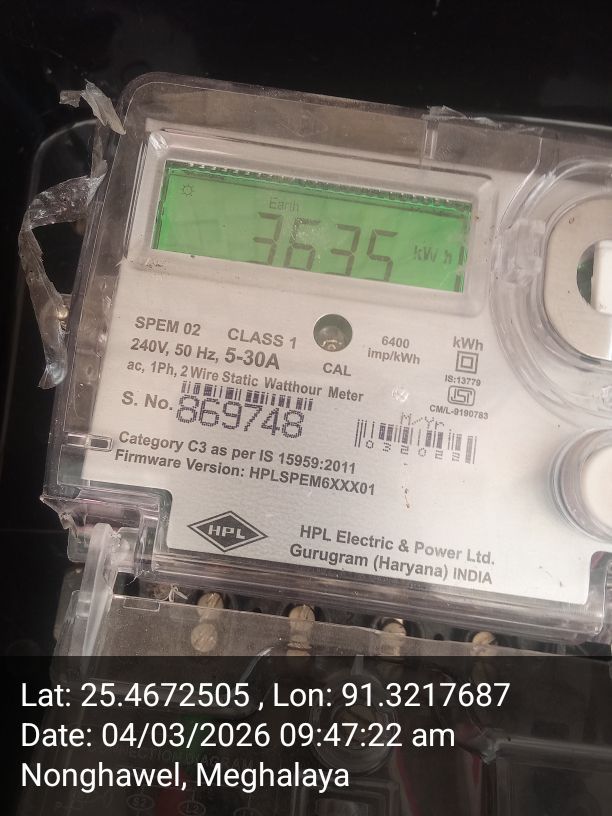 Earth
3635 kWh
SPEM 02 CLASS 1
240V, 50 Hz, 5-30A
ac, 1Ph, 2 Wire Static Watthour Meter
CAL
6400
imp/kWh
kWh
IS:13779
CM/L-9190783
S. No. 869748
M/Yr
032022
Category C3 as per IS 15959:2011
Firmware Version: HPLSPEM6XXX01
HPL
HPL Electric & Power Ltd.
Gurugram (Haryana) INDIA
Lat: 25.4672505 , Lon: 91.3217687
Date: 04/03/2026 09:47:22 am
Nonghawel, Meghalaya